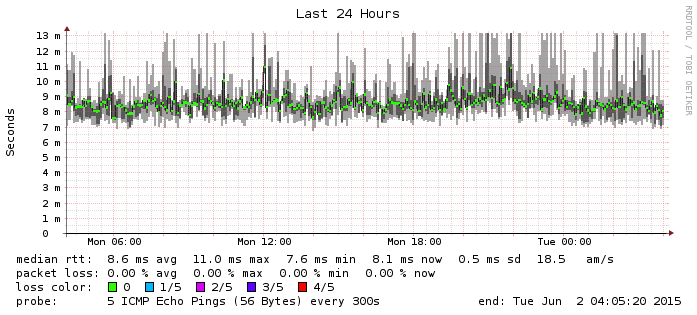 Last 24 Hours
RRDTOOL / TOBI OETIKER
Seconds
13 m
12 m
11 m
10 m
9 m
8 m
7 m
6 m
5 m
4 m
3 m
2 m
1 m
0
Mon 06:00 Mon 12:00 Mon 18:00 Tue 00:00
median rtt: 8.6 ms avg 11.0 ms max 7.6 ms min 8.1 ms now 0.5 ms sd 18.5 am/s
packet loss: 0.00 % avg 0.00 % max 0.00 % min 0.00 % now
loss color: 0 1/5 2/5 3/5 4/5
probe: 5 ICMP Echo Pings (56 Bytes) every 300s end: Tue Jun 2 04:05:20 2015